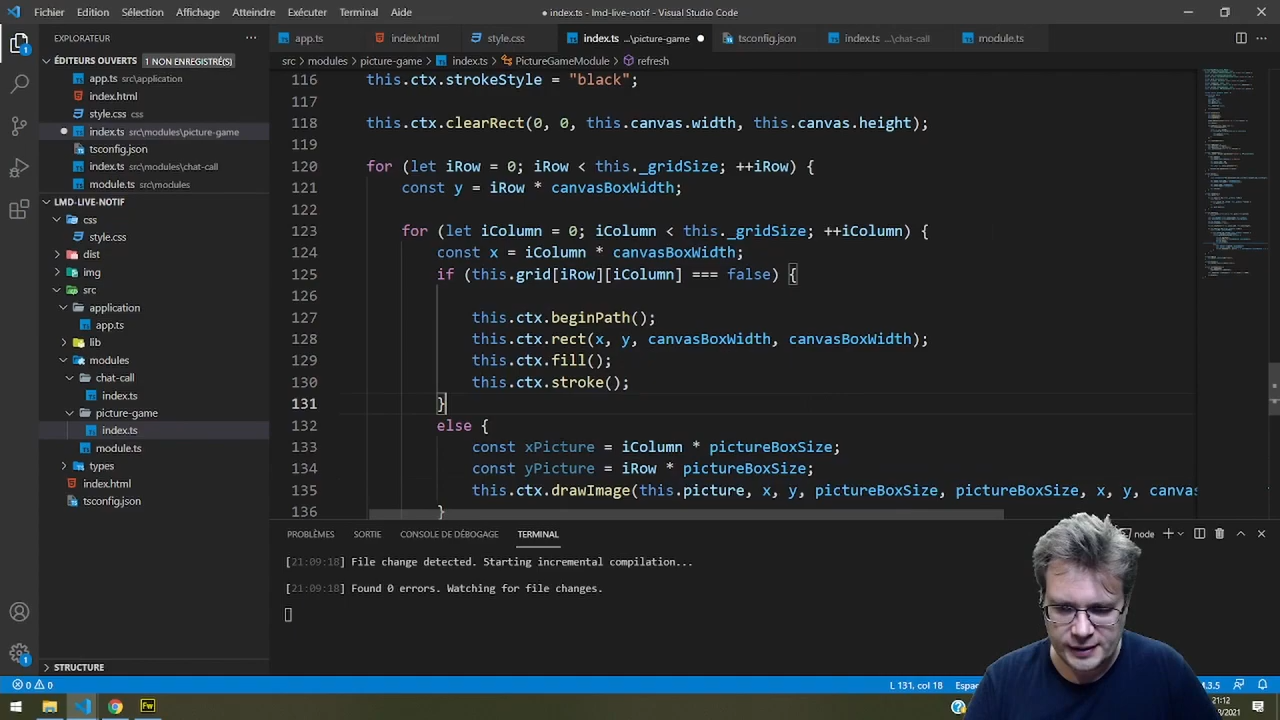 Fichier Edition Sélection Affichage Atteindre Exécuter Terminal Aide
● index.ts - lmd-live-notif - Visual Studio Code
EXPLORATEUR
app.ts
index.html
style.css
index.ts ...\picture-game
tsconfig.json
index.ts ...\chat-call
module.ts
ÉDITEURS OUVERTS 1 NON ENREGISTRÉ(S)
app.ts src\application
index.html
style.css css
index.ts src\modules\picture-game
tsconfig.json
index.ts src\modules\chat-call
module.ts src\modules
LMD-LIVE-NOTIF
css
style.css
dist
img
src
application
app.ts
lib
modules
chat-call
index.ts
picture-game
index.ts
module.ts
types
index.html
tsconfig.json
STRUCTURE
src > modules > picture-game > index.ts > refresh
116 this.ctx.strokeStyle = "black";
117
118 this.ctx.clearRect(0, 0, this.canvas.width, this.canvas.height);
119
120 for (let iRow = 0; iRow < this._gridSize; ++iRow) {
121 const y = iRow * canvasBoxWidth;
122
123 for (let iColumn = 0; iColumn < this._gridSize; ++iColumn) {
124 const x = iColumn * canvasBoxWidth;
125 if (this.grid[iRow][iColumn] === false) {
126
127 this.ctx.beginPath();
128 this.ctx.rect(x, y, canvasBoxWidth, canvasBoxWidth);
129 this.ctx.fill();
130 this.ctx.stroke();
131 }
132 else {
133 const xPicture = iColumn * pictureBoxSize;
134 const yPicture = iRow * pictureBoxSize;
135 this.ctx.drawImage(this.picture, x, y, pictureBoxSize, pictureBoxSize, x, y, canvas
136 }
PROBLÈMES SORTIE CONSOLE DE DÉBOGAGE TERMINAL
node
[21:09:18] File change detected. Starting incremental compilation...
[21:09:18] Found 0 errors. Watching for file changes.
0 0
L 131, col 18
4.3.5
21:12